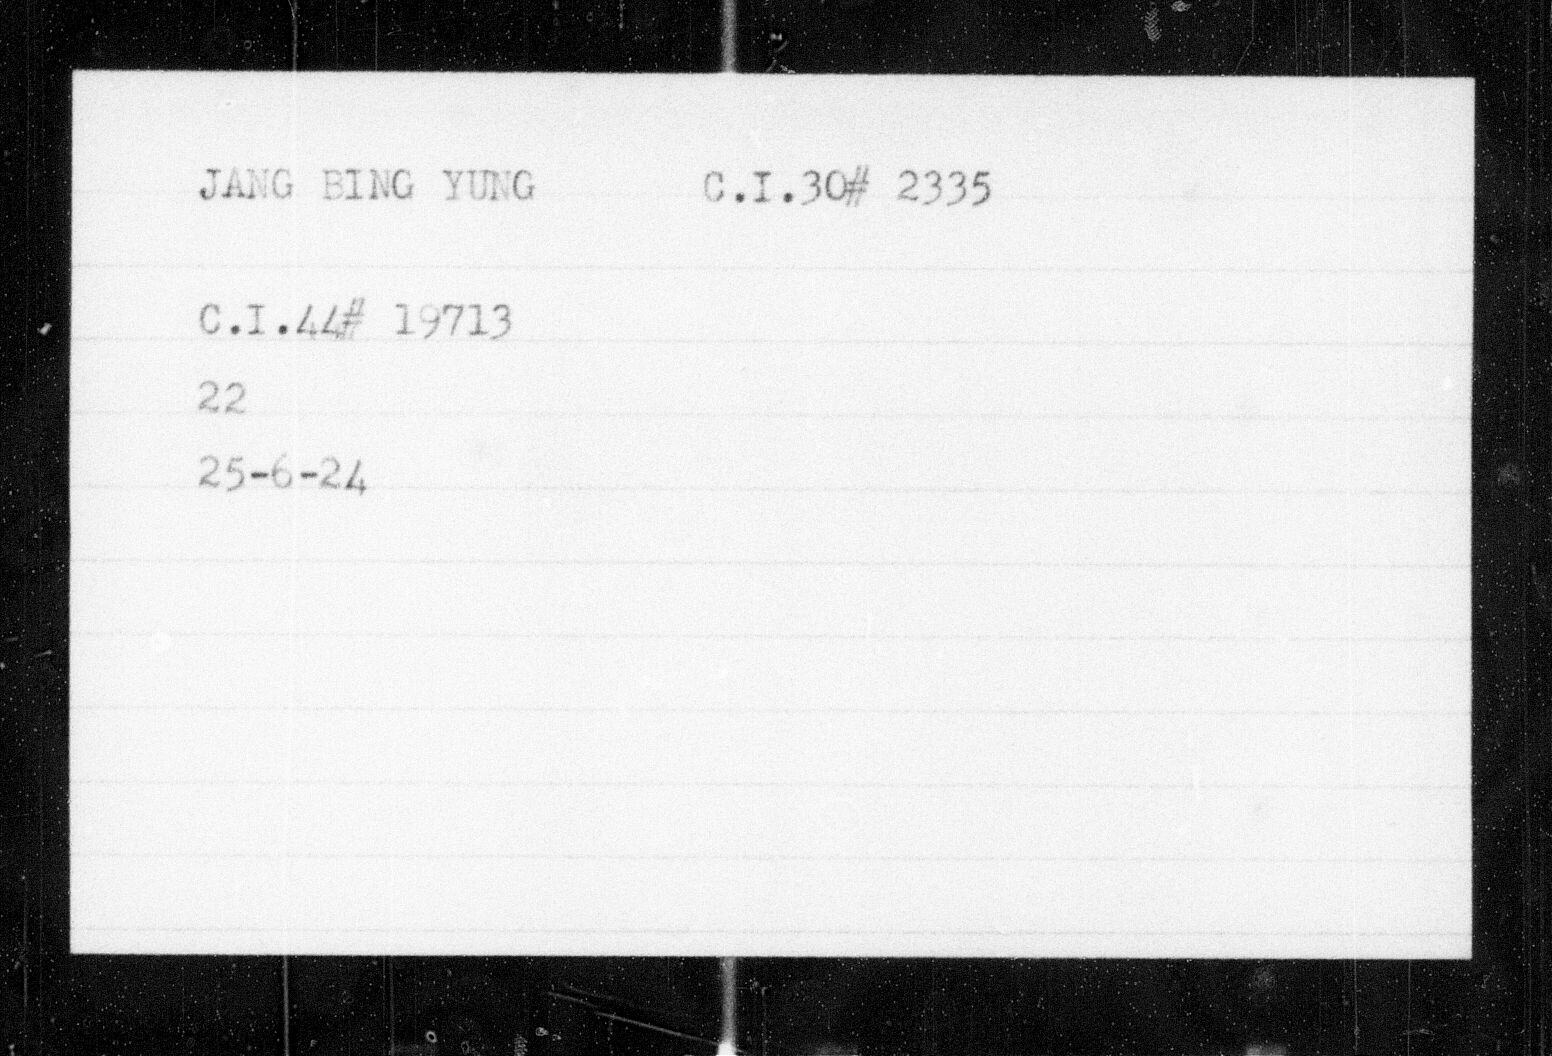 JANG BING YUNG C.I.30# 2335
C.I.44# 19713
22
25-6-24